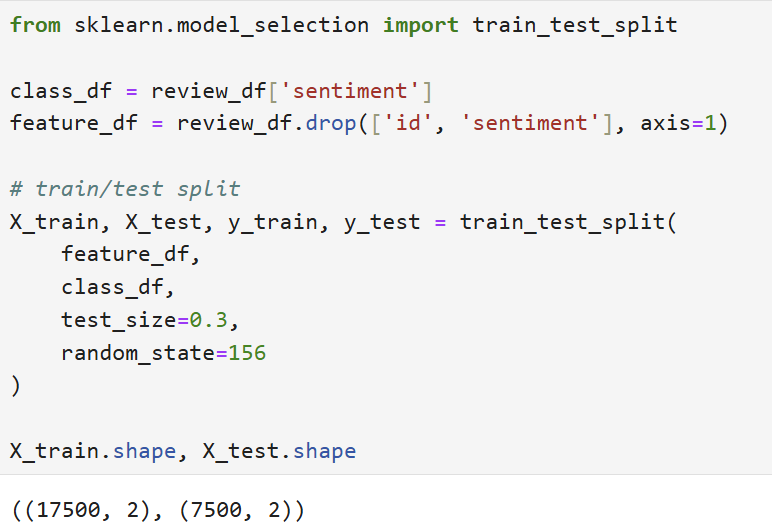 from sklearn.model_selection import train_test_split
class_df = review_df['sentiment']
feature_df = review_df.drop(['id', 'sentiment'], axis=1)
# train/test split
X_train, X_test, y_train, y_test = train_test_split(
    feature_df,
    class_df,
    test_size=0.3,
    random_state=156
)
X_train.shape, X_test.shape
((17500, 2), (7500, 2))